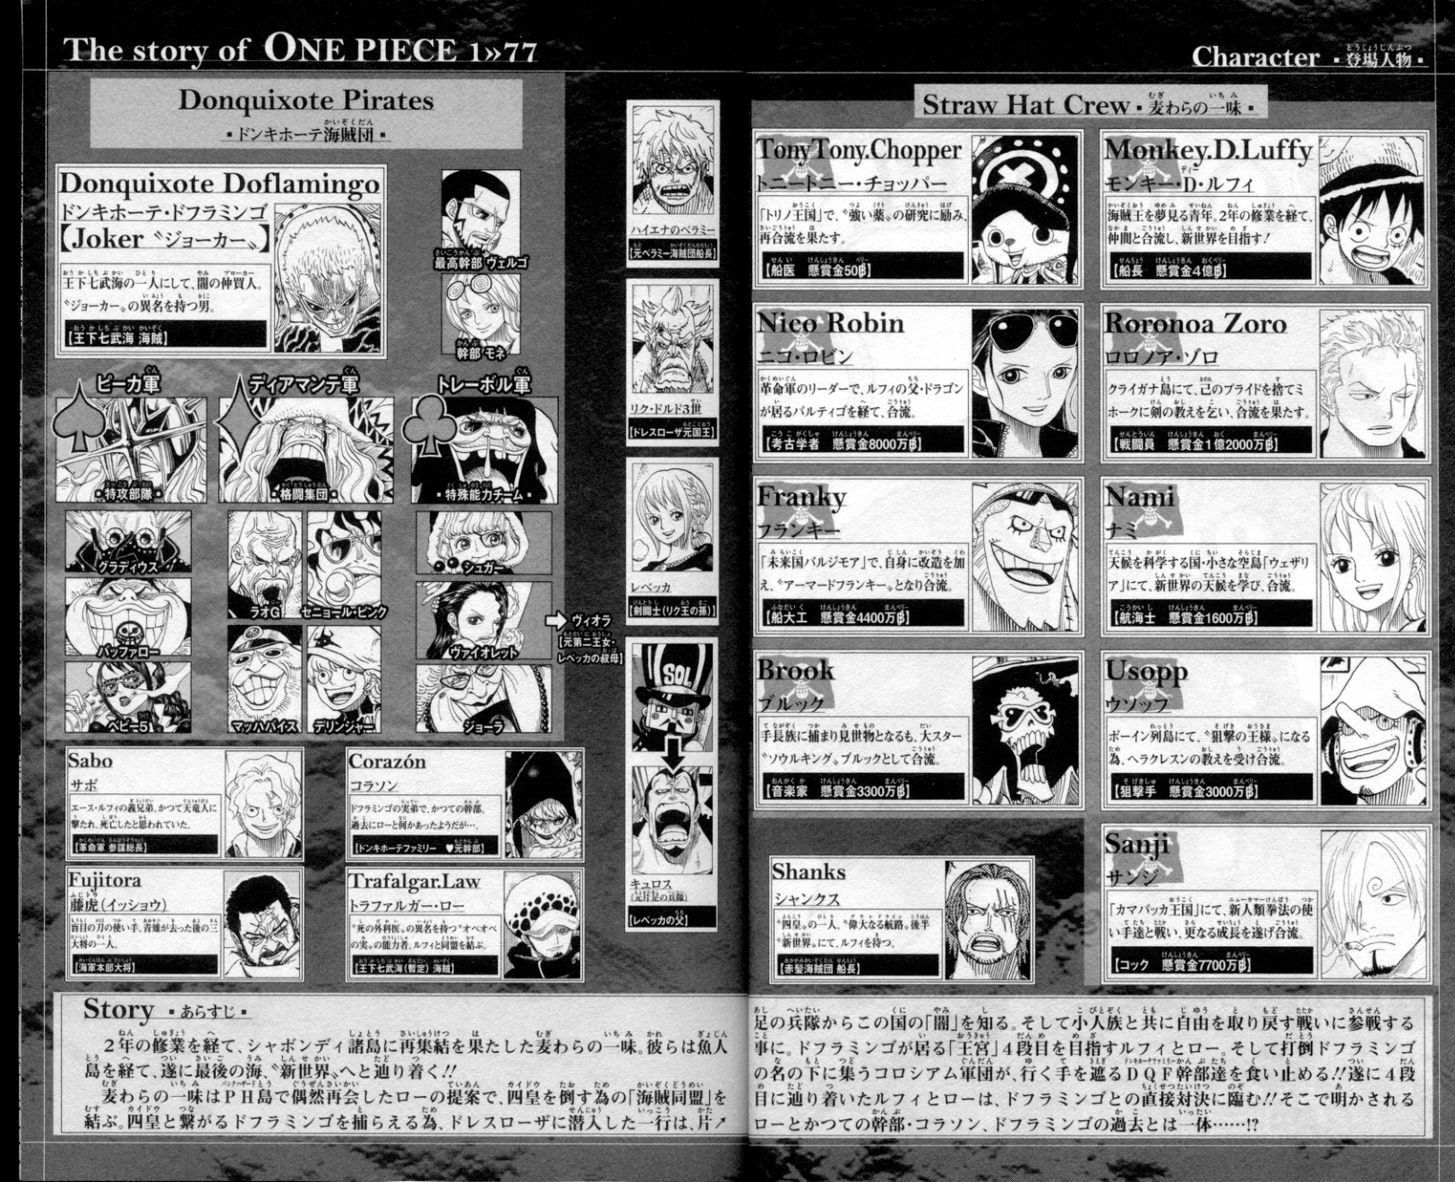 The story of ONE PIECE 1»77
Character ▪登場人物▪
Straw Hat Crew▪麦わらの一味▪
Monkey.D.Luffy
モンキー・D・ルフィ
海賊王を夢見る青年。2年の修業を経て、
仲間と合流し、新世界を目指す!
【船長 懸賞金4億฿】
TonyTony.Chopper
トニートニー・チョッパー
「トリノ王国」で、〝強い薬〟の研究に励み、
再合流を果たす。
【船医 懸賞金50฿】
Roronoa Zoro
ロロノア・ゾロ
クライガナ島にて、己のプライドを捨てミ
ホークに剣の教えを乞い、合流を果たす。
【戦闘員 懸賞金1億2000万฿】
Nico Robin
ニコ・ロビン
革命軍のリーダーで、ルフィの父・ドラゴン
が居るバルティゴを経て、合流。
【考古学者 懸賞金8000万฿】
Nami
ナミ
天候を科学する国・小さな空島「ウェザリ
ア」にて、新世界の天候を学び、合流。
【航海士 懸賞金1600万฿】
Franky
フランキー
「未来国バルジモア」で、自身に改造を加
え、〝アーマードフランキー〟となり合流。
【船大工 懸賞金4400万฿】
Usopp
ウソップ
ボーイン列島にて、〝狙撃の王様〟になる
為、ヘラクレスンの教えを受け合流。
【狙撃手 懸賞金3000万฿】
Brook
ブルック
手長族に捕まり見世物となるも、大スター
〝ソウルキング〟ブルックとして合流。
【音楽家 懸賞金3300万฿】
Sanji
サンジ
「カマバッカ王国」にて、新人類拳法の使
い手達と戦い、更なる成長を遂げ合流。
【コック 懸賞金7700万฿】
Shanks
シャンクス
〝四皇〟の一人。〝偉大なる航路〟後半
〝新世界〟にて、ルフィを待つ。
【赤髪海賊団 船長】
Donquixote Pirates
▪ドンキホーテ海賊団▪
Donquixote Doflamingo
ドンキホーテ・ドフラミンゴ
【Joker〝ジョーカー〟】
王下七武海の一人にして、闇の仲買人。
〝ジョーカー〟の異名を持つ男。
【王下七武海 海賊】
最高幹部 ヴェルゴ
幹部 モネ
ピーカ軍
ディアマンテ軍
トレーボル軍
・特攻部隊・
・格闘集団・
・特殊能力チーム・
グラディウス
バッファロー
ベビー5
ラオG
セニョール・ピンク
マッハバイス
デリンジャー
シュガー
ヴァイオレット
ジョーラ
ヴィオラ
【元第二王女・
レベッカの叔母】
ハイエナのベラミー
【元ベラミー海賊団船長】
リク・ドルド3世
【ドレスローザ元国王】
レベッカ
【剣闘士(リク王の孫)】
SOL
キュロス
(元片足の兵隊)
【レベッカの父】
Sabo
サボ
エース・ルフィの義兄弟。かつて天竜人に
撃たれ、死亡したと思われていた。
【革命軍 参謀総長】
Corazón
コラソン
ドフラミンゴの実弟で、かつての幹部。
過去にローと何かあったようだが…。
【ドンキホーテファミリー ♥元幹部】
Fujitora
藤虎(イッショウ)
盲目の刀の使い手。青雉が去った後の三
大将の一人。
【海軍本部大将】
Trafalgar.Law
トラファルガー・ロー
〝死の外科医〟の異名を持つ〝オペオペ
の実〟の能力者。ルフィと同盟を結ぶ。
【王下七武海(暫定)海賊】
Story ▪あらすじ▪
2年の修業を経て、シャボンディ諸島に再集結を果たした麦わらの一味。彼らは魚人
島を経て、遂に最後の海、〝新世界〟へと辿り着く!!
麦わらの一味はPH島で偶然再会したローの提案で、四皇を倒す為の「海賊同盟」を
結ぶ。四皇と繋がるドフラミンゴを捕らえる為、ドレスローザに潜入した一行は、片↗
足の兵隊からこの国の「闇」を知る。そして小人族と共に自由を取り戻す戦いに参戦する
事に。ドフラミンゴが居る「王宮」4段目を目指すルフィとロー。そして打倒ドフラミンゴ
の名の下に集うコロシアム軍団が、行く手を遮るDQF幹部達を食い止める!!遂に4段
目に辿り着いたルフィとローは、ドフラミンゴとの直接対決に臨む!!そこで明かされる
ローとかつての幹部・コラソン、ドフラミンゴの過去とは一体……!?